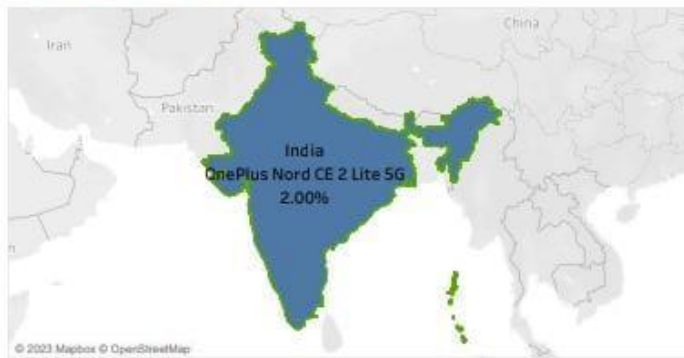 China
Iran
Pakistan
India
OnePlus Nord CE 2 Lite 5G
2.00%
© 2023 Mapbox © OpenStreetMap